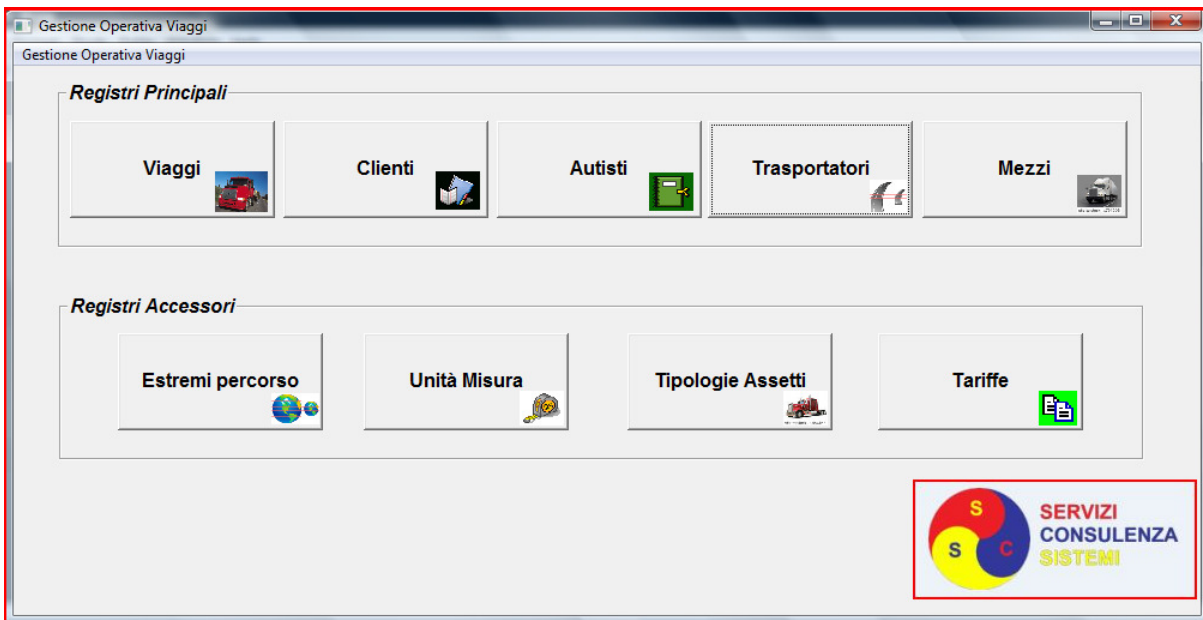 Gestione Operativa Viaggi
Gestione Operativa Viaggi
Registri Principali
Viaggi
Clienti
Autisti
Trasportatori
Mezzi
Registri Accessori
Estremi percorso
Unità Misura
Tipologie Assetti
Tariffe
S
S
C
SERVIZI
CONSULENZA
SISTEMI